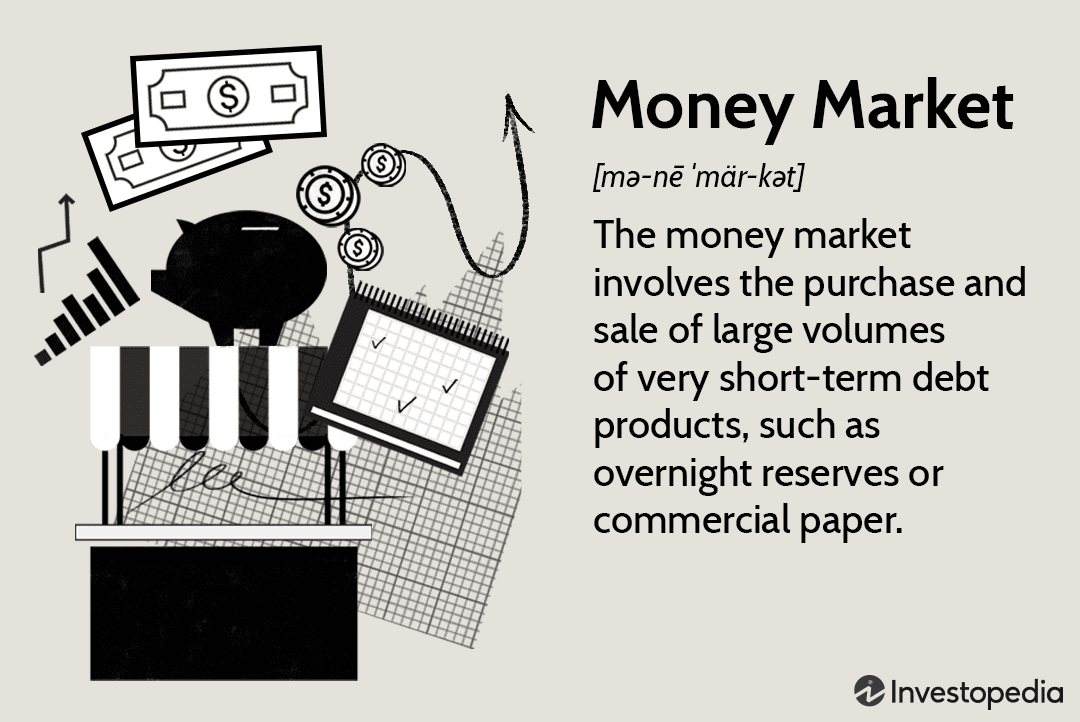 Money Market
[mə-nē ˈmär-kət]
The money market
involves the purchase and
sale of large volumes
of very short-term debt
products, such as
overnight reserves or
commercial paper.
$
$
$
$
$
Investopedia